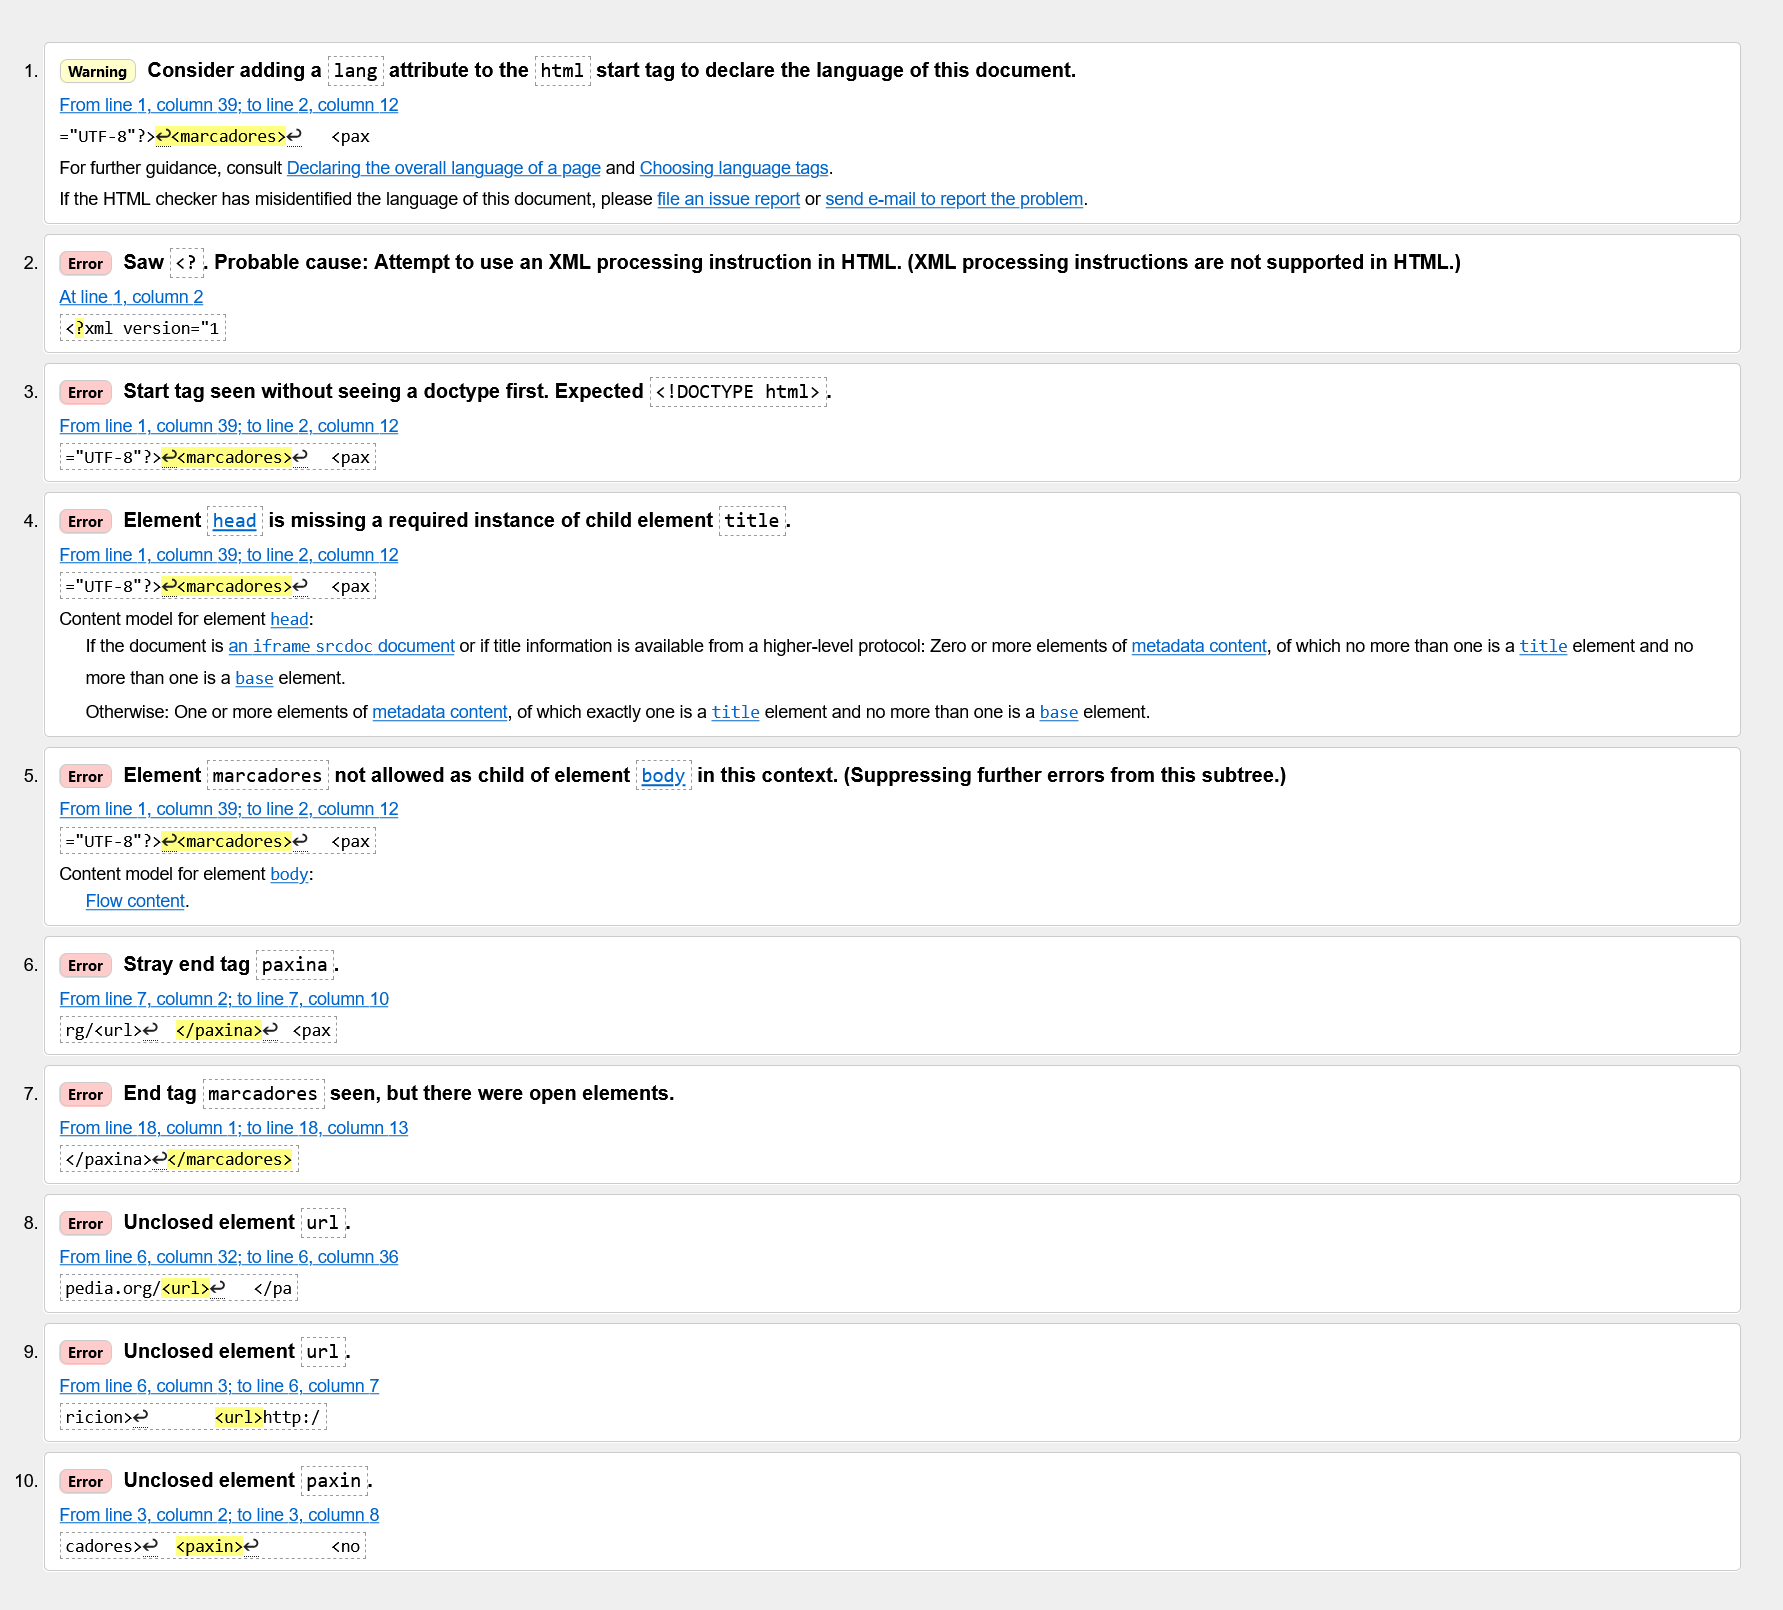 1. Warning Consider adding a lang attribute to the html start tag to declare the language of this document.
From line 1, column 39; to line 2, column 12
="UTF-8"?>↩<marcadores>↩ <pax
For further guidance, consult Declaring the overall language of a page and Choosing language tags.
If the HTML checker has misidentified the language of this document, please file an issue report or send e-mail to report the problem.
2. Error Saw <?. Probable cause: Attempt to use an XML processing instruction in HTML. (XML processing instructions are not supported in HTML.)
At line 1, column 2
<?xml version="1
3. Error Start tag seen without seeing a doctype first. Expected <!DOCTYPE html>.
From line 1, column 39; to line 2, column 12
="UTF-8"?>↩<marcadores>↩ <pax
4. Error Element head is missing a required instance of child element title.
From line 1, column 39; to line 2, column 12
="UTF-8"?>↩<marcadores>↩ <pax
Content model for element head:
If the document is an iframe srcdoc document or if title information is available from a higher-level protocol: Zero or more elements of metadata content, of which no more than one is a title element and no
more than one is a base element.
Otherwise: One or more elements of metadata content, of which exactly one is a title element and no more than one is a base element.
5. Error Element marcadores not allowed as child of element body in this context. (Suppressing further errors from this subtree.)
From line 1, column 39; to line 2, column 12
="UTF-8"?>↩<marcadores>↩ <pax
Content model for element body:
Flow content.
6. Error Stray end tag paxina.
From line 7, column 2; to line 7, column 10
rg/<url>↩ </paxina>↩ <pax
7. Error End tag marcadores seen, but there were open elements.
From line 18, column 1; to line 18, column 13
</paxina>↩</marcadores>
8. Error Unclosed element url.
From line 6, column 32; to line 6, column 36
pedia.org/<url>↩ </pa
9. Error Unclosed element url.
From line 6, column 3; to line 6, column 7
ricion>↩ <url>http:/
10. Error Unclosed element paxin.
From line 3, column 2; to line 3, column 8
cadores>↩ <paxin>↩ <no